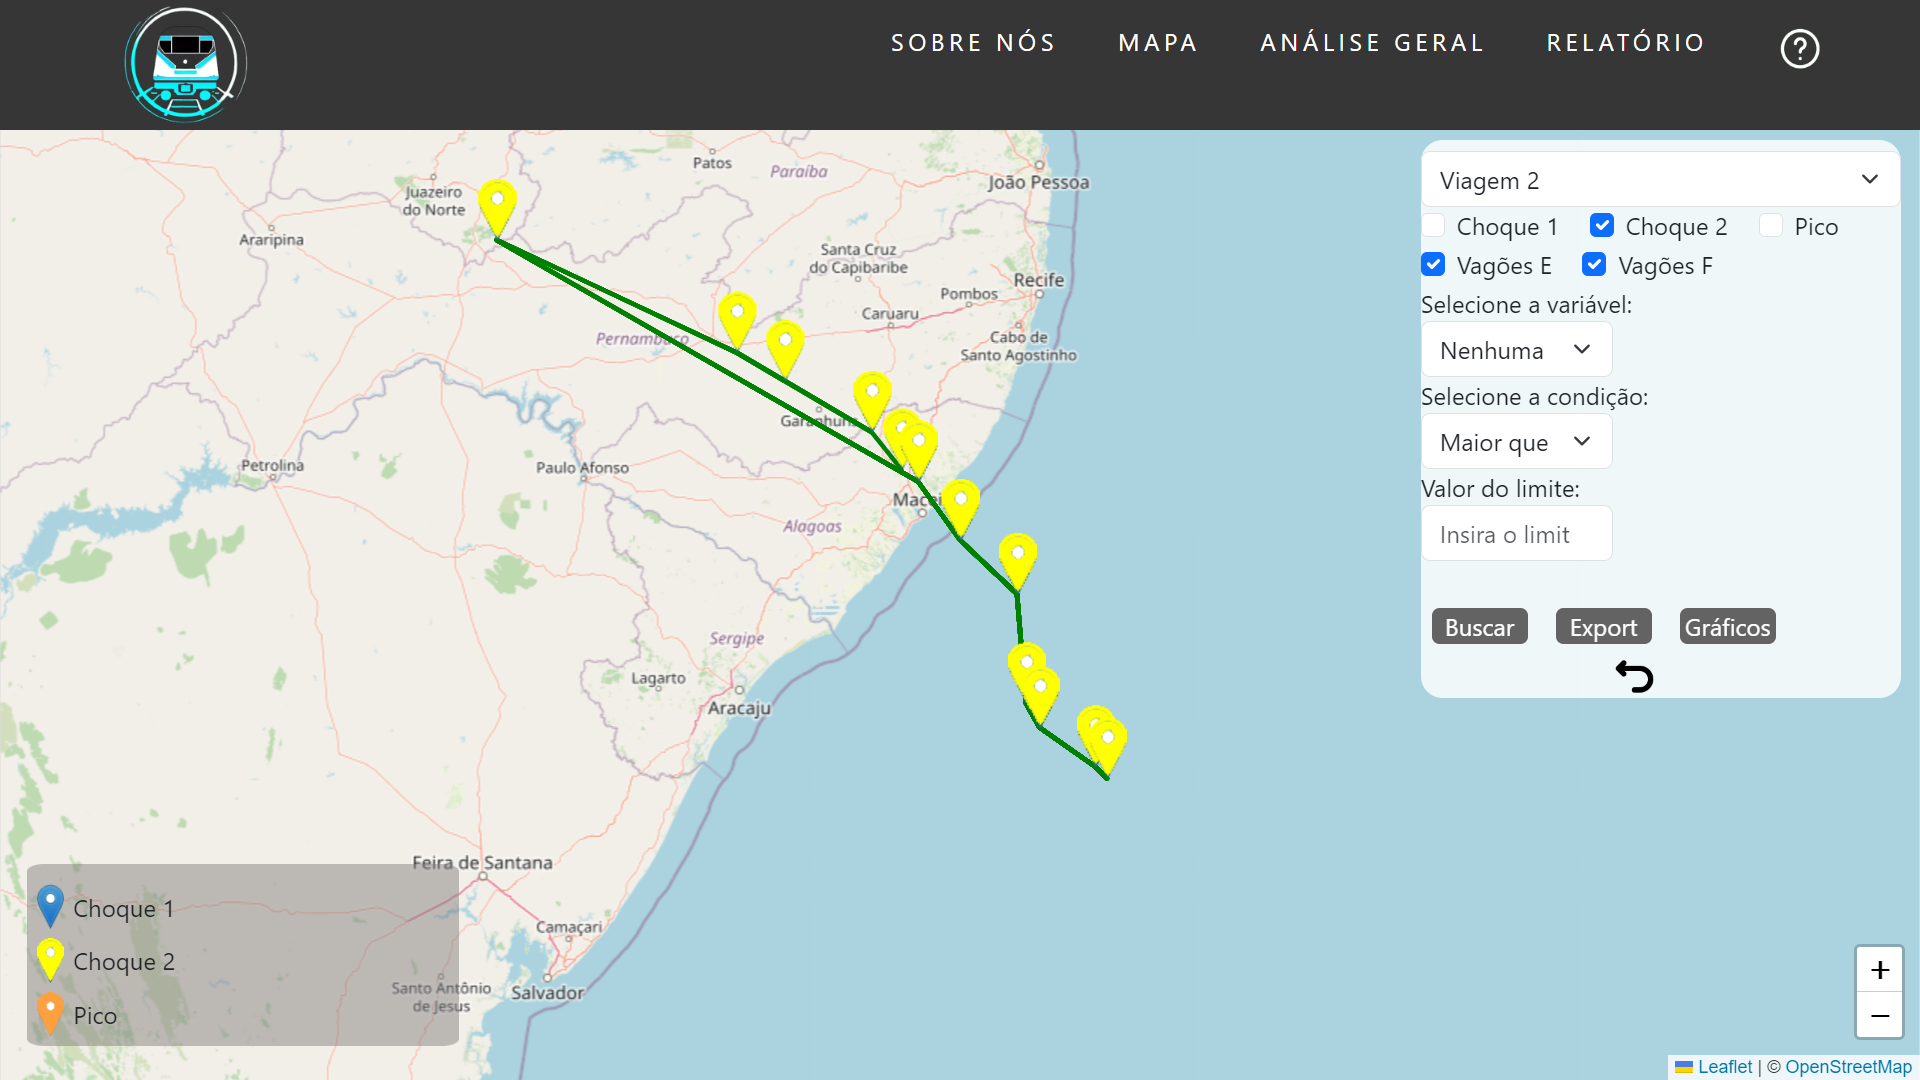 SOBRE NÓS MAPA ANÁLISE GERAL RELATÓRIO
Viagem 2
Choque 1 Choque 2 Pico
Vagões E Vagões F
Selecione a variável:
Nenhuma
Selecione a condição:
Maior que
Valor do limite:
Insira o limit
Buscar Export Gráficos
Patos
Paraíba
João Pessoa
Juazeiro
do Norte
Araripina
Santa Cruz
do Capibaribe
Recife
Pombos
Caruaru
Cabo de
Santo Agostinho
Pernambuco
Garanhuns
Petrolina
Paulo Afonso
Macei
Alagoas
Sergipe
Lagarto
Aracaju
Feira de Santana
Camaçari
Santo Antônio
de Jesus
Salvador
Choque 1
Choque 2
Pico
+
−
Leaflet | © OpenStreetMap